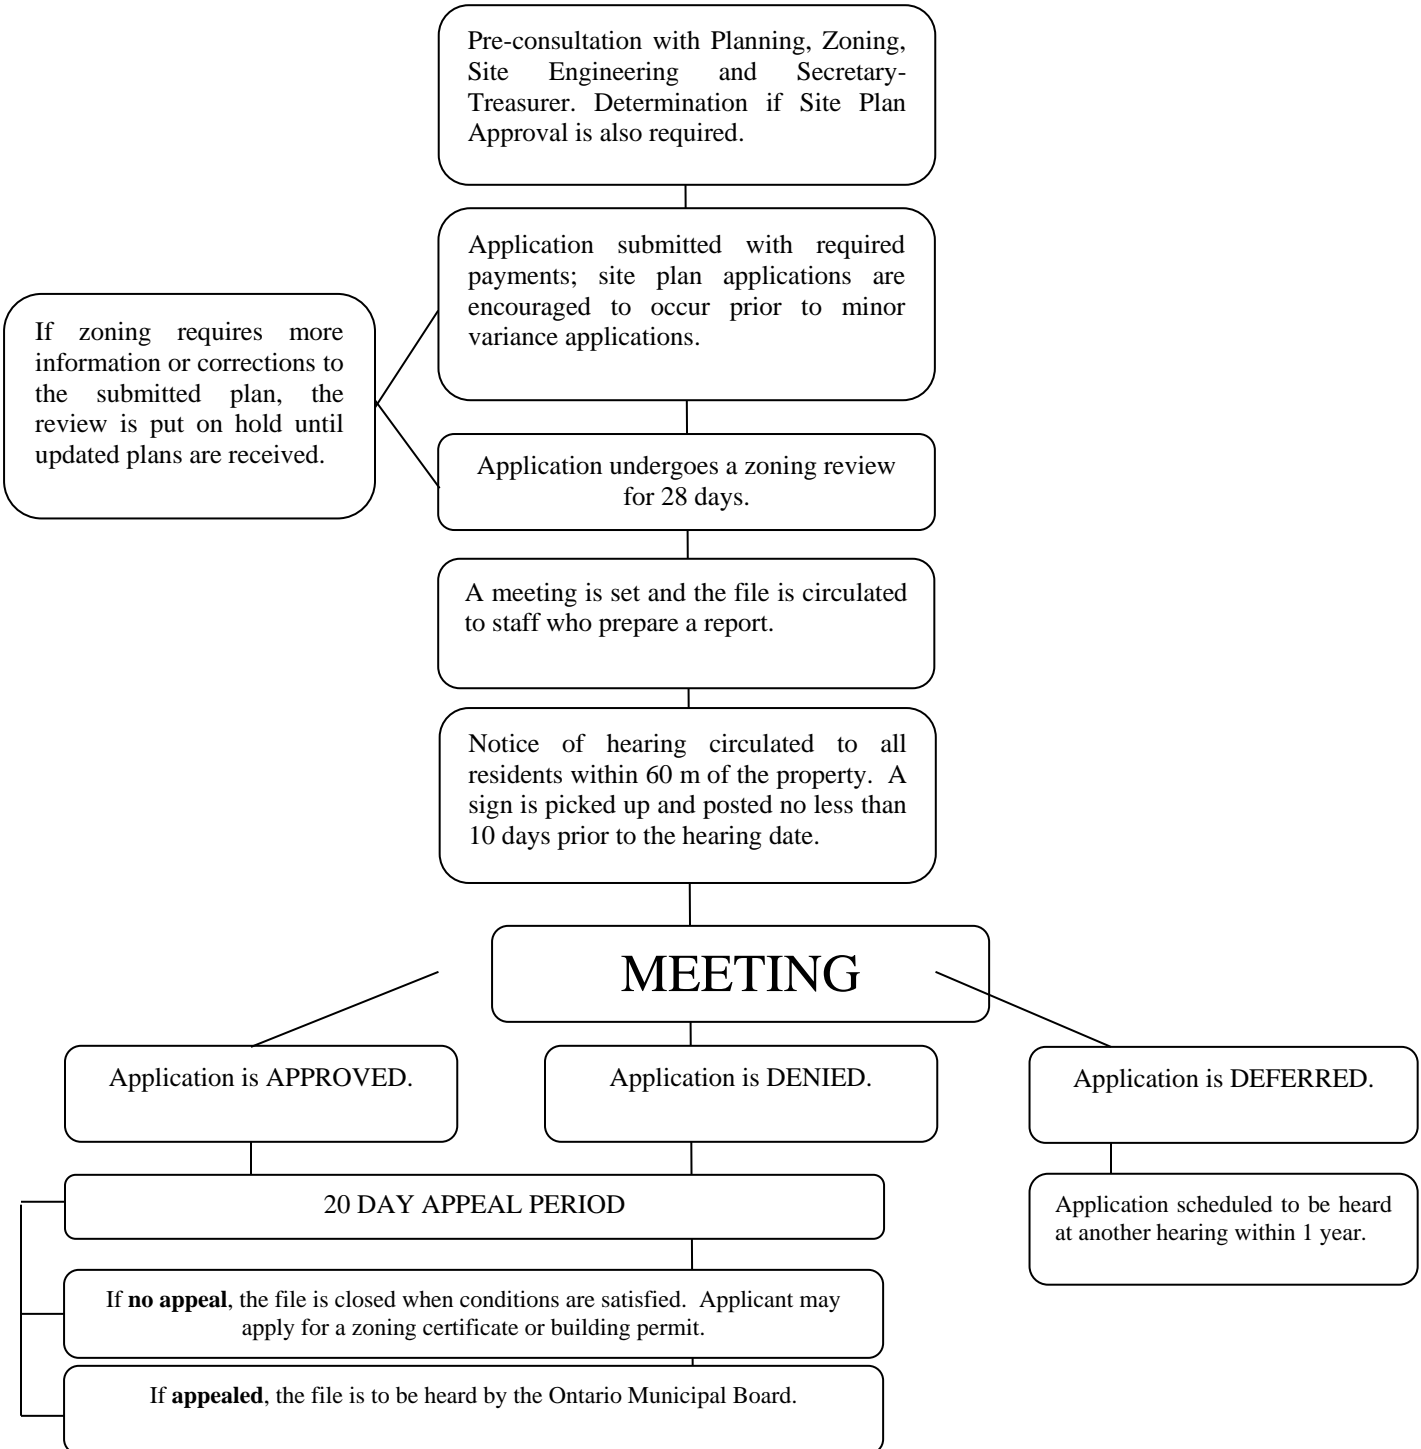 Pre-consultation with Planning, Zoning,
Site Engineering and Secretary-
Treasurer. Determination if Site Plan
Approval is also required.
Application submitted with required
payments; site plan applications are
encouraged to occur prior to minor
variance applications.
If zoning requires more
information or corrections to
the submitted plan, the
review is put on hold until
updated plans are received.
Application undergoes a zoning review
for 28 days.
A meeting is set and the file is circulated
to staff who prepare a report.
Notice of hearing circulated to all
residents within 60 m of the property. A
sign is picked up and posted no less than
10 days prior to the hearing date.
MEETING
Application is APPROVED.
Application is DENIED.
Application is DEFERRED.
20 DAY APPEAL PERIOD
Application scheduled to be heard
at another hearing within 1 year.
If no appeal, the file is closed when conditions are satisfied. Applicant may
apply for a zoning certificate or building permit.
If appealed, the file is to be heard by the Ontario Municipal Board.